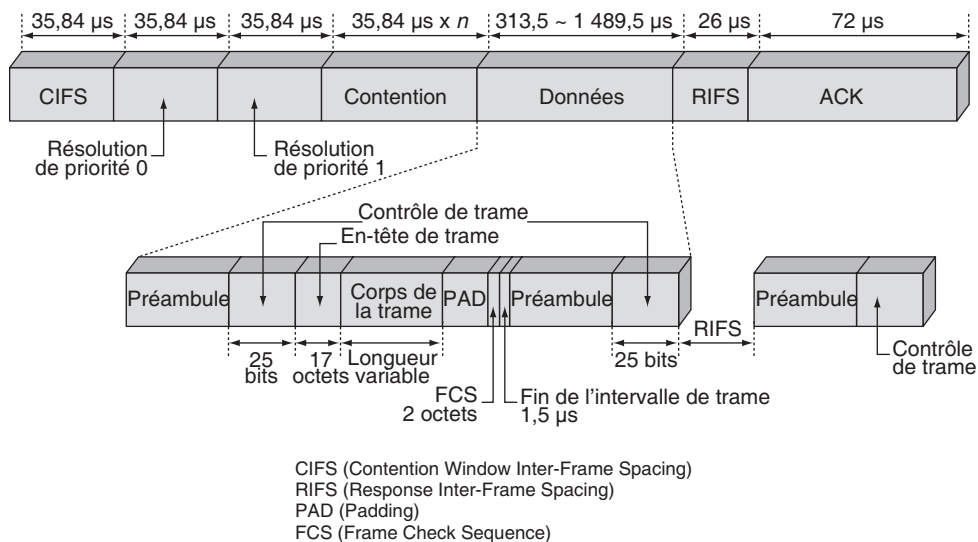 35,84 µs 35,84 µs 35,84 µs 35,84 µs x n 313,5 ~ 1 489,5 µs 26 µs 72 µs
CIFS Contention Données RIFS ACK
Résolution
de priorité 0
Résolution
de priorité 1
Contrôle de trame
En-tête de trame
Préambule Corps de
la trame PAD Préambule Préambule
RIFS
25
bits
17
octets
Longueur
variable
25 bits
Contrôle
de trame
FCS
2 octets
Fin de l'intervalle de trame
1,5 µs
CIFS (Contention Window Inter-Frame Spacing)
RIFS (Response Inter-Frame Spacing)
PAD (Padding)
FCS (Frame Check Sequence)